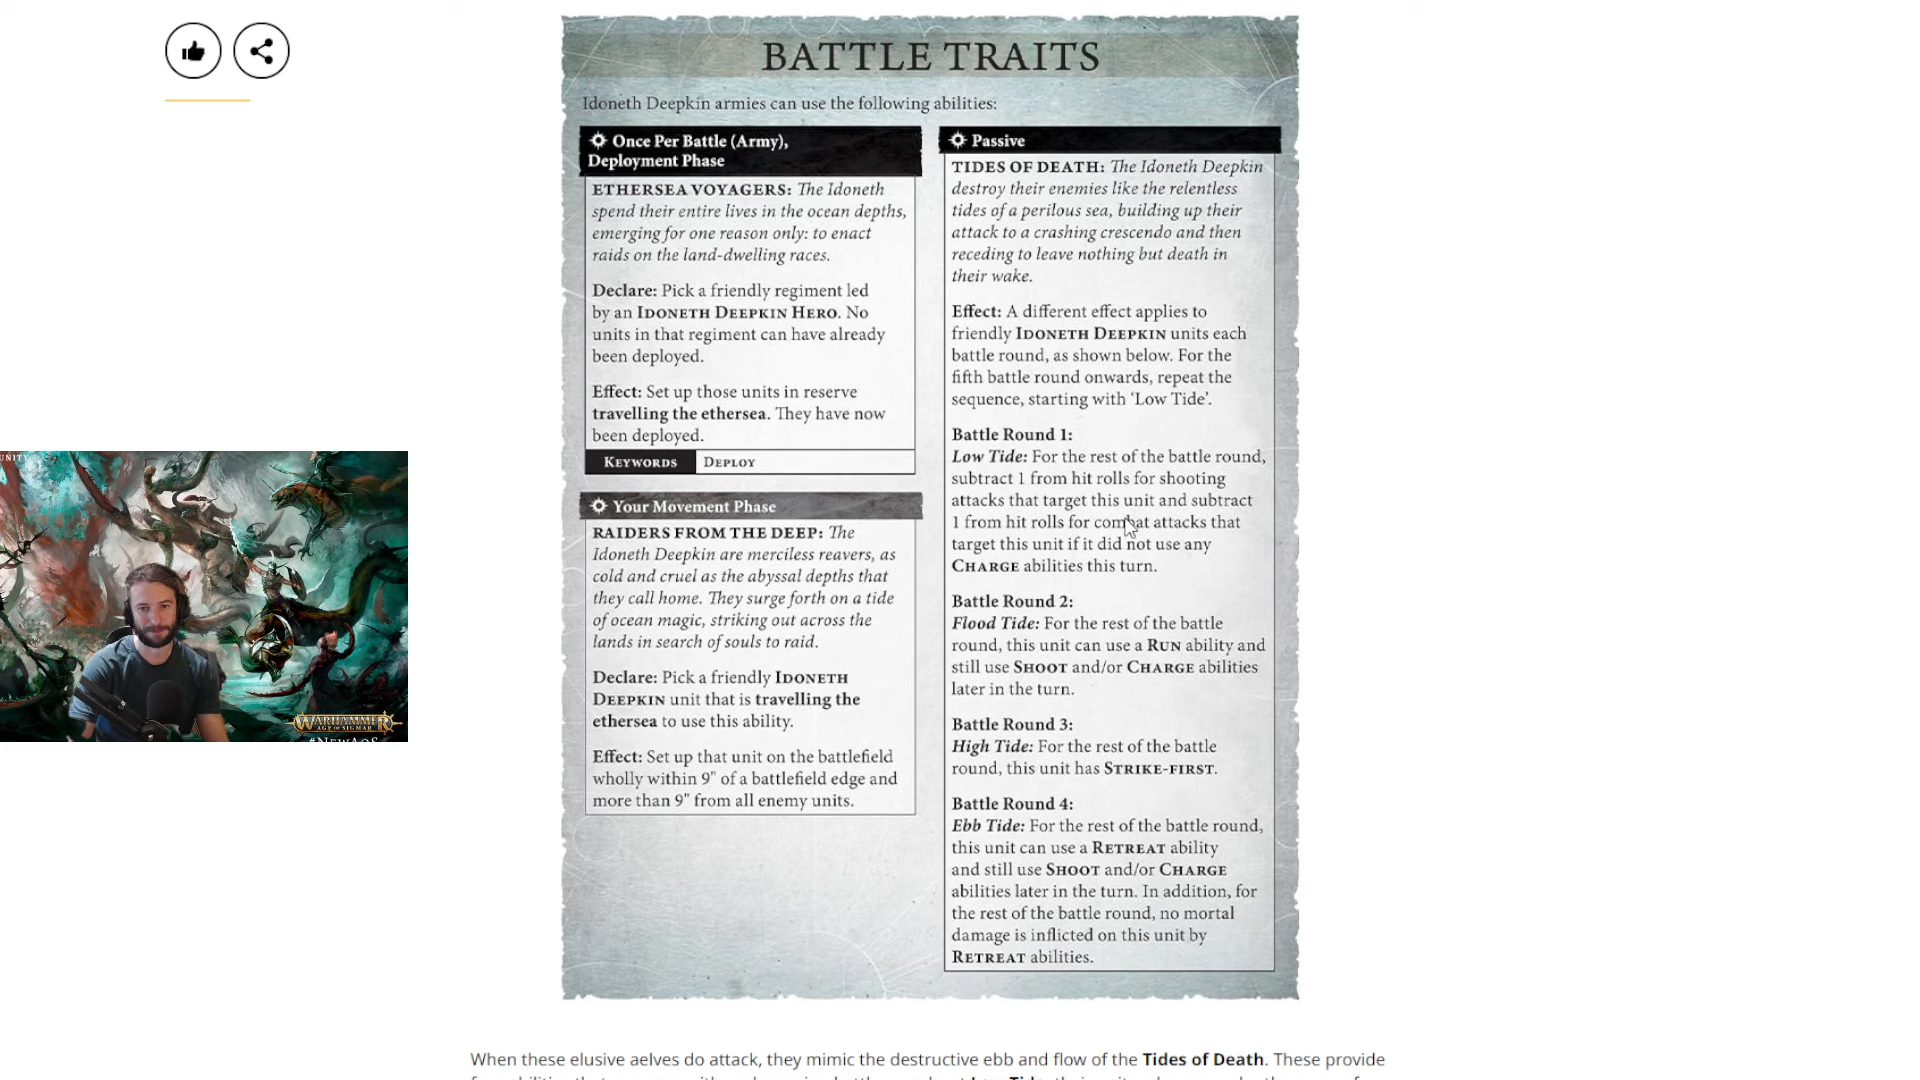 BATTLE TRAITS
Idoneth Deepkin armies can use the following abilities:
Once Per Battle (Army),
Deployment Phase
ETHERSEA VOYAGERS: The Idoneth
spend their entire lives in the ocean depths,
emerging for one reason only: to enact
raids on the land-dwelling races.
Declare: Pick a friendly regiment led
by an IDONETH DEEPKIN HERO. No
units in that regiment can have already
been deployed.
Effect: Set up those units in reserve
travelling the ethersea. They have now
been deployed.
KEYWORDS DEPLOY
Your Movement Phase
RAIDERS FROM THE DEEP: The
Idoneth Deepkin are merciless reavers, as
cold and cruel as the abyssal depths that
they call home. They surge forth on a tide
of ocean magic, striking out across the
lands in search of souls to raid.
Declare: Pick a friendly IDONETH
DEEPKIN unit that is travelling the
ethersea to use this ability.
Effect: Set up that unit on the battlefield
wholly within 9" of a battlefield edge and
more than 9" from all enemy units.
Passive
TIDES OF DEATH: The Idoneth Deepkin
destroy their enemies like the relentless
tides of a perilous sea, building up their
attack to a crashing crescendo and then
receding to leave nothing but death in
their wake.
Effect: A different effect applies to
friendly IDONETH DEEPKIN units each
battle round, as shown below. For the
fifth battle round onwards, repeat the
sequence, starting with ‘Low Tide’.
Battle Round 1:
Low Tide: For the rest of the battle round,
subtract 1 from hit rolls for shooting
attacks that target this unit and subtract
1 from hit rolls for combat attacks that
target this unit if it did not use any
CHARGE abilities this turn.
Battle Round 2:
Flood Tide: For the rest of the battle
round, this unit can use a RUN ability and
still use SHOOT and/or CHARGE abilities
later in the turn.
Battle Round 3:
High Tide: For the rest of the battle
round, this unit has STRIKE-FIRST.
Battle Round 4:
Ebb Tide: For the rest of the battle round,
this unit can use a RETREAT ability
and still use SHOOT and/or CHARGE
abilities later in the turn. In addition, for
the rest of the battle round, no mortal
damage is inflicted on this unit by
RETREAT abilities.
WARHAMMER
AGE OF SIGMAR
#NEWAOS
When these elusive aelves do attack, they mimic the destructive ebb and flow of the Tides of Death. These provide